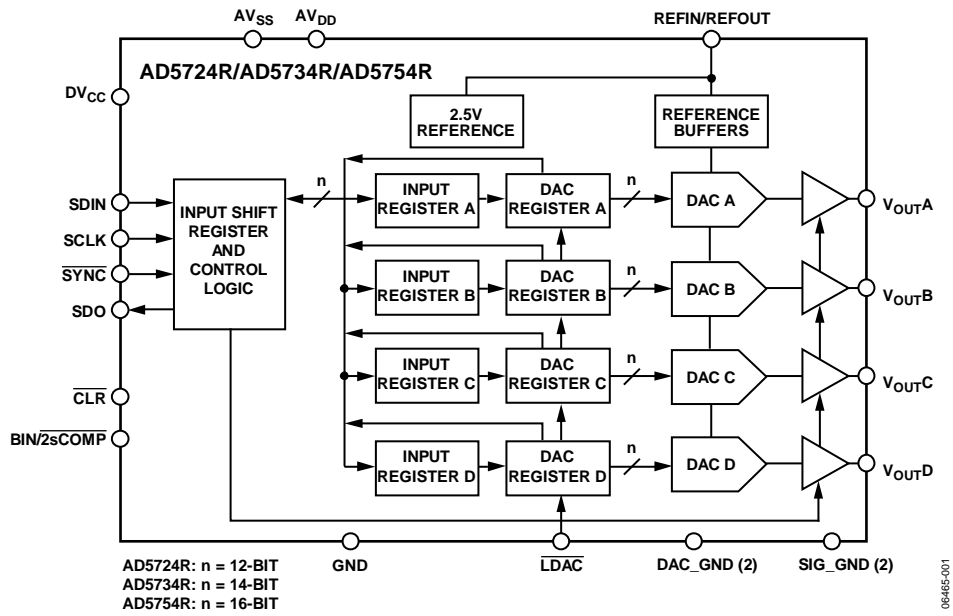 AVSS
AVDD
REFIN/REFOUT
AD5724R/AD5734R/AD5754R
DVCC
2.5V
REFERENCE
REFERENCE
BUFFERS
SDIN
SCLK
SYNC
SDO
INPUT SHIFT
REGISTER
AND
CONTROL
LOGIC
n
INPUT
REGISTER A
DAC
REGISTER A
n
DAC A
VOUTA
INPUT
REGISTER B
DAC
REGISTER B
n
DAC B
VOUTB
INPUT
REGISTER C
DAC
REGISTER C
n
DAC C
VOUTC
CLR
BIN/2sCOMP
INPUT
REGISTER D
DAC
REGISTER D
n
DAC D
VOUTD
GND
LDAC
DAC_GND (2)
SIG_GND (2)
AD5724R: n = 12-BIT
AD5734R: n = 14-BIT
AD5754R: n = 16-BIT
06465-001